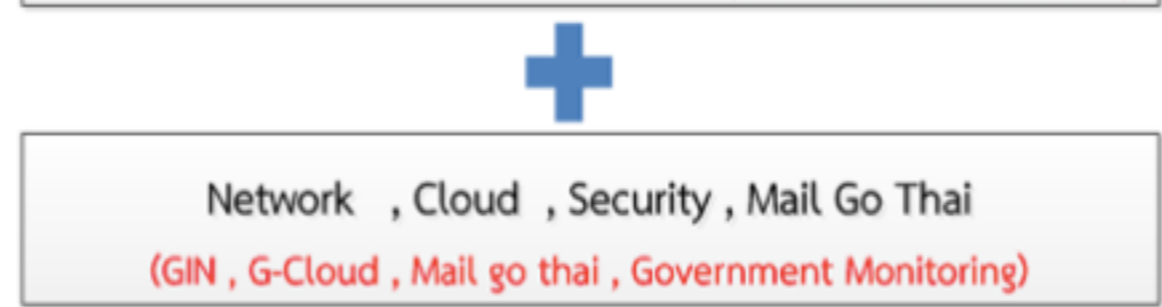 Network , Cloud , Security , Mail Go Thai
(GIN , G-Cloud , Mail go thai , Government Monitoring)